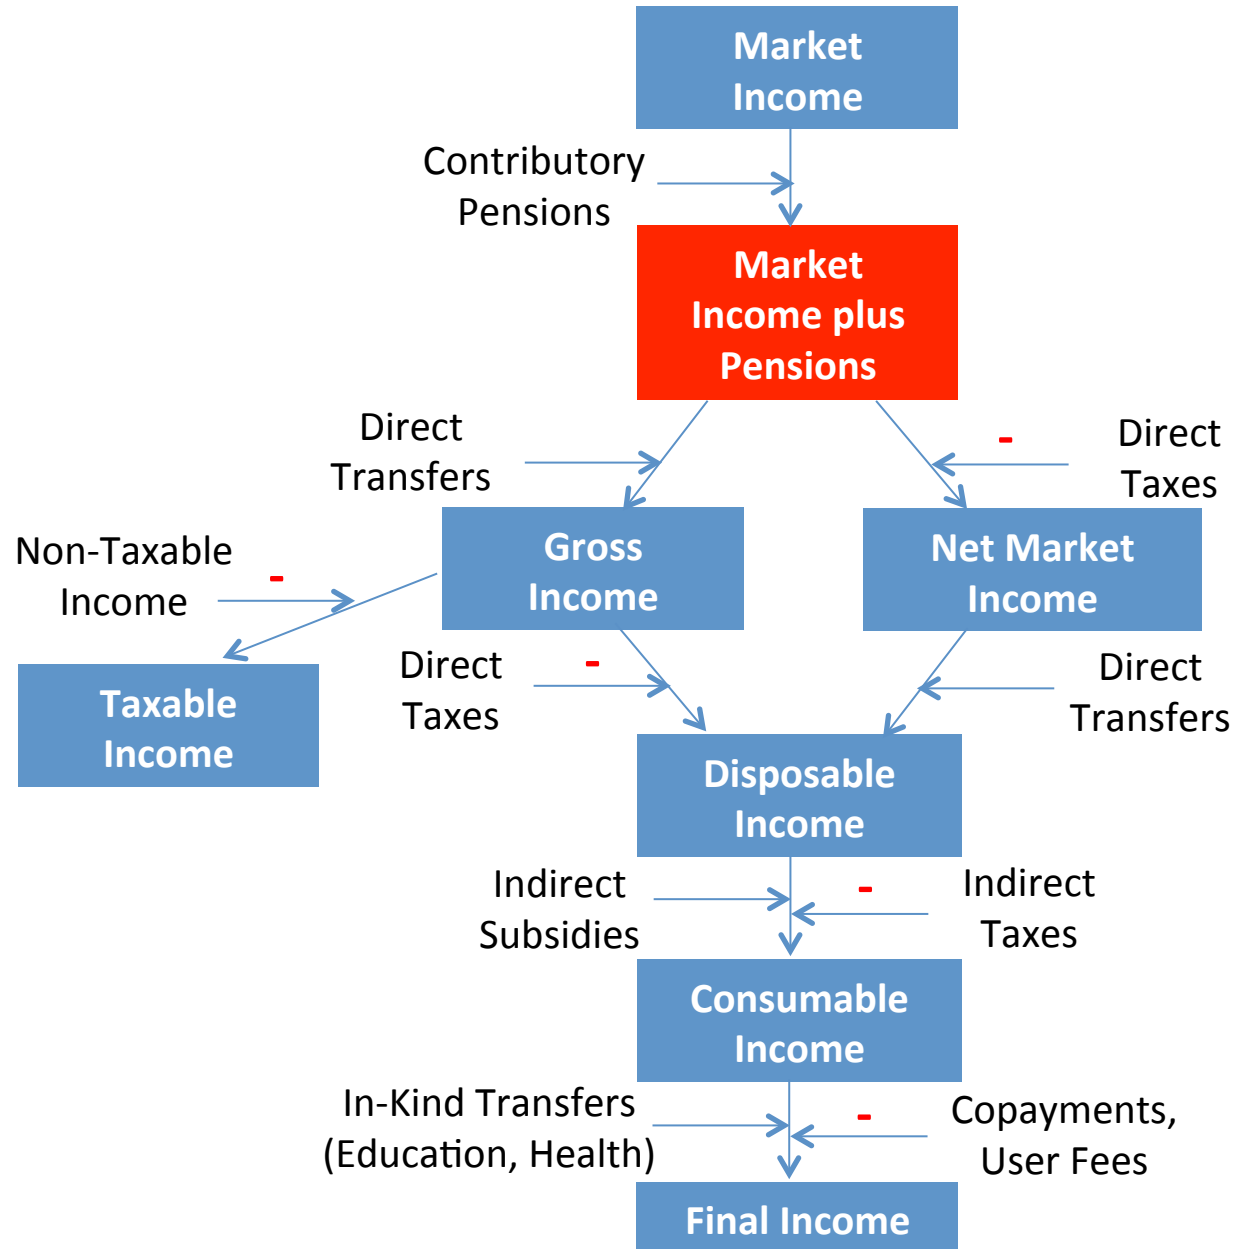 Market
Income
Contributory
Pensions
Market
Income plus
Pensions
Direct
Transfers
-
Direct
Taxes
Gross
Income
Net Market
Income
Non-Taxable
Income
-
Taxable
Income
Direct
Taxes
-
Direct
Transfers
Disposable
Income
Indirect
Subsidies
-
Indirect
Taxes
Consumable
Income
In-Kind Transfers
(Education, Health)
-
Copayments,
User Fees
Final Income